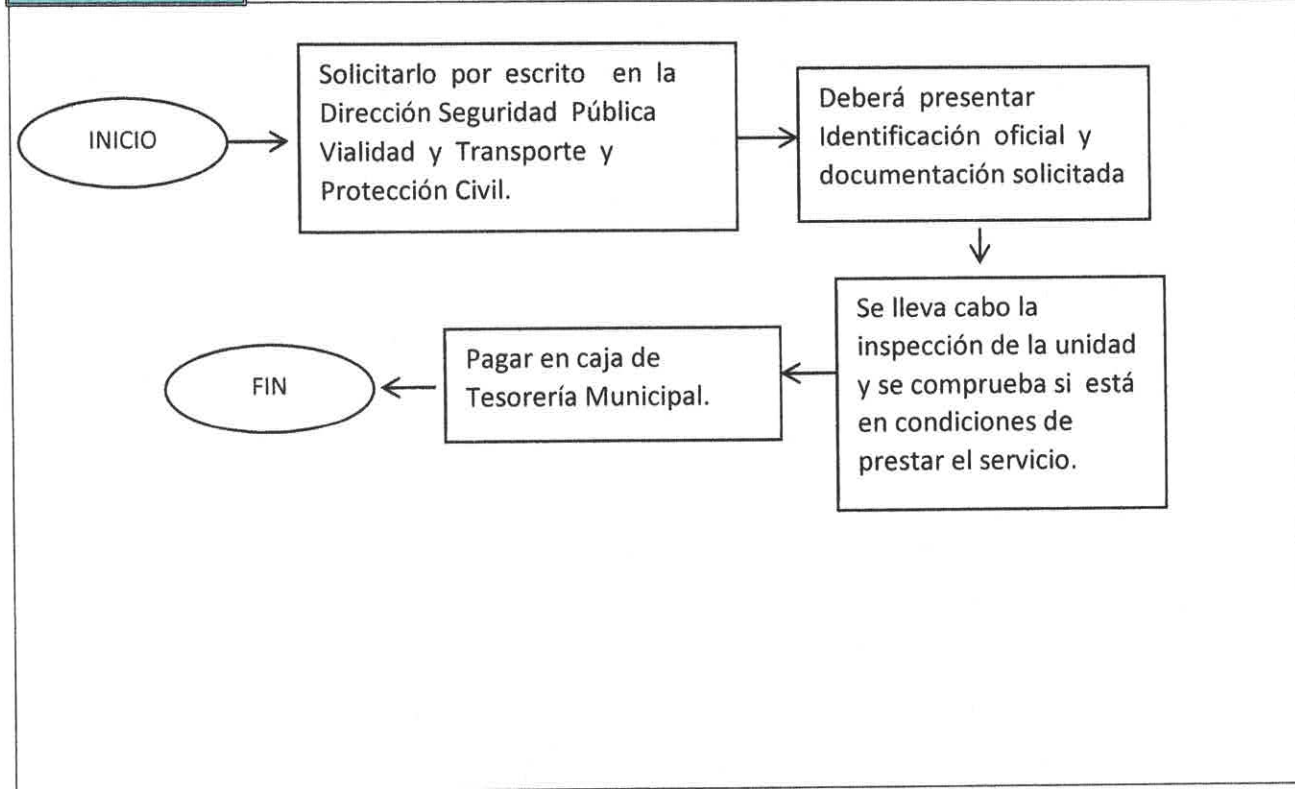 INICIO
Solicitarlo por escrito en la
Dirección Seguridad Pública
Vialidad y Transporte y
Protección Civil.
Deberá presentar
Identificación oficial y
documentación solicitada
Se lleva cabo la
inspección de la unidad
y se comprueba si está
en condiciones de
prestar el servicio.
Pagar en caja de
Tesorería Municipal.
FIN